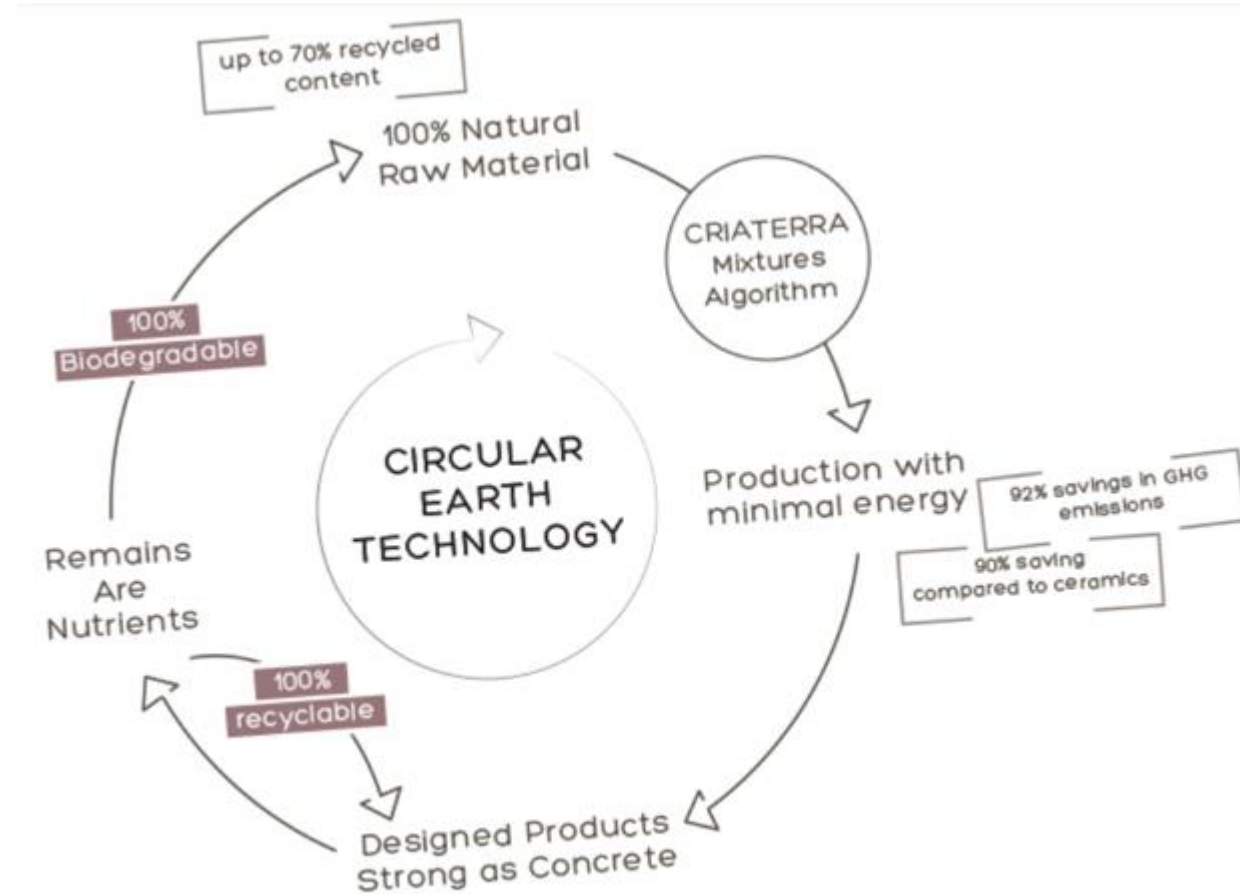 up to 70% recycled
content
100% Natural
Raw Material
CRIATERRA
Mixtures
Algorithm
Production with
minimal energy
92% savings in GHG
emissions
90% saving
compared to ceramics
Designed Products
Strong as Concrete
100%
recyclable
Remains
Are
Nutrients
100%
Biodegradable
CIRCULAR
EARTH
TECHNOLOGY